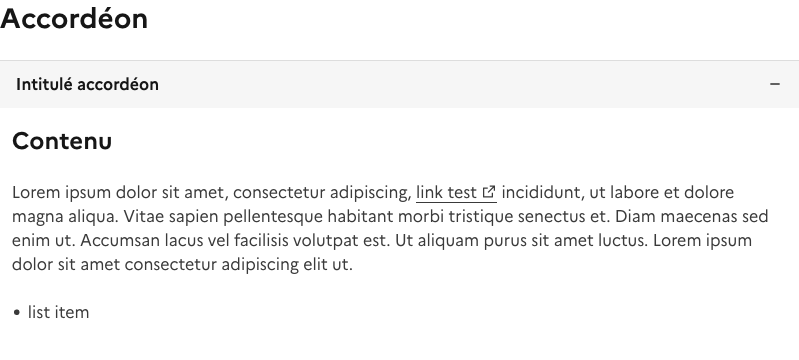 Accordéon
Intitulé accordéon
Contenu
Lorem ipsum dolor sit amet, consectetur adipiscing, link test incididunt, ut labore et dolore
magna aliqua. Vitae sapien pellentesque habitant morbi tristique senectus et. Diam maecenas sed
enim ut. Accumsan lacus vel facilisis volutpat est. Ut aliquam purus sit amet luctus. Lorem ipsum
dolor sit amet consectetur adipiscing elit ut.
• list item